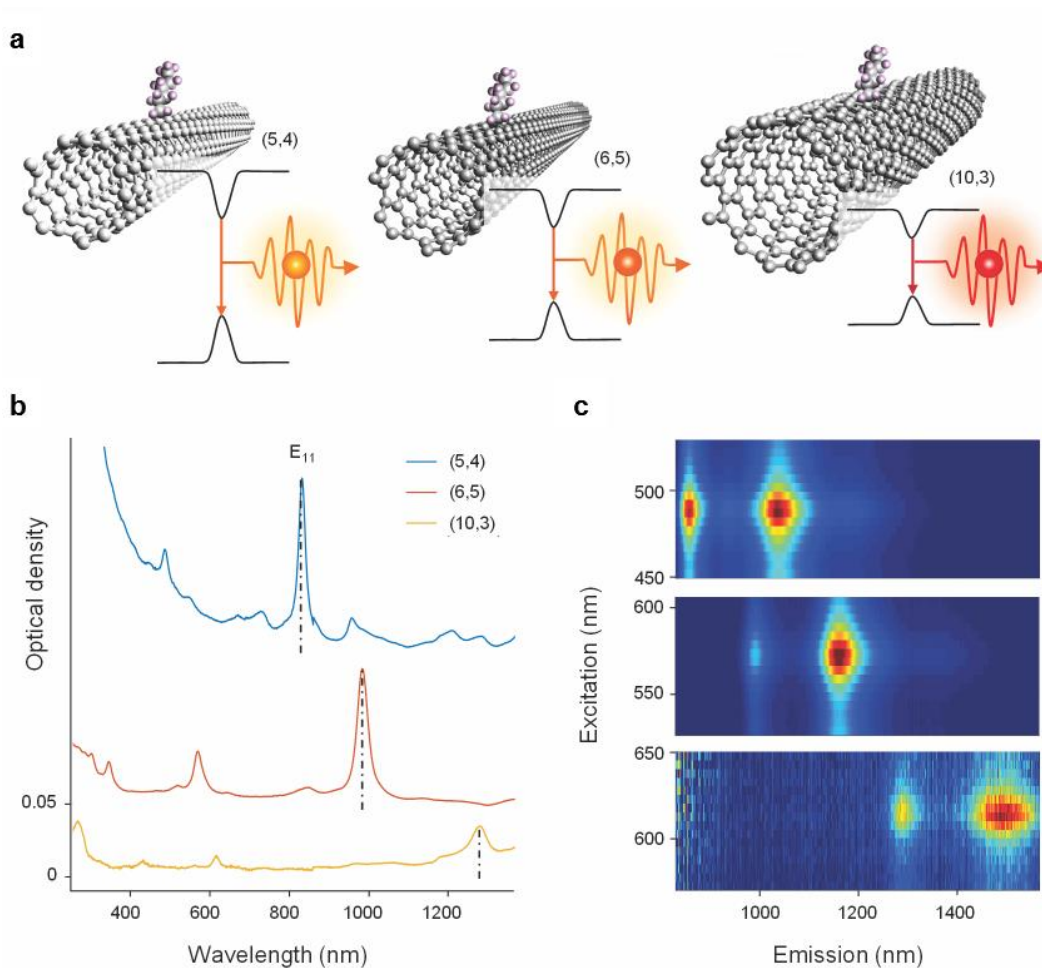 a
(5,4)
(6,5)
(10,3)
b
E11
(5,4)
(6,5)
(10,3)
Optical density
0.05
0
400
600
800
1000
1200
Wavelength (nm)
c
Excitation (nm)
500
450
600
550
650
600
1000
1200
1400
Emission (nm)